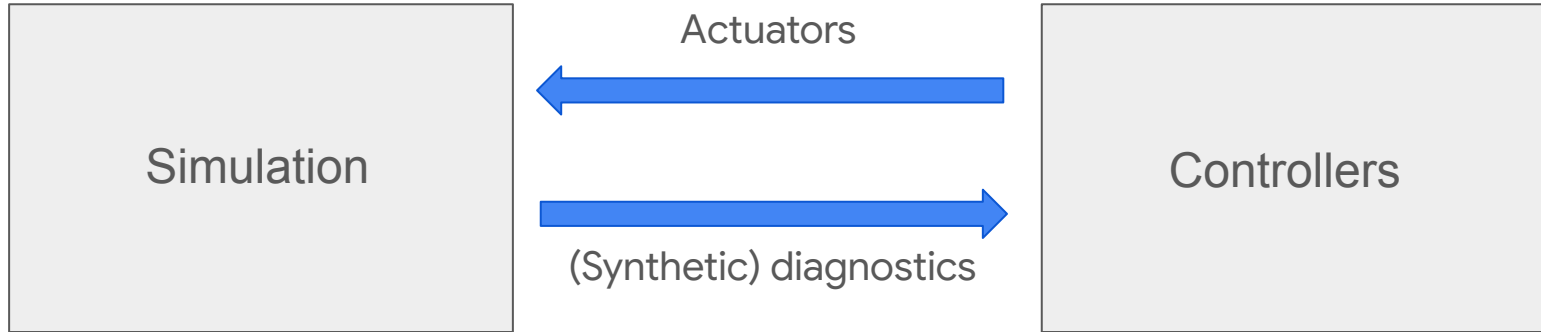 Actuators
Simulation
Controllers
(Synthetic) diagnostics